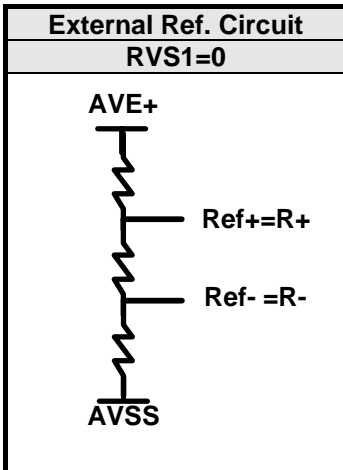 External Ref. Circuit
RVS1=0
AVE+
Ref+=R+
Ref- =R-
AVSS